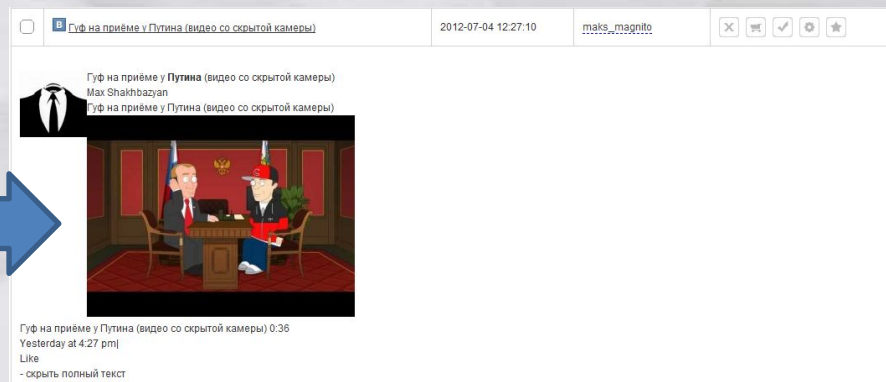 B Гуф на приёме у Путина (видео со скрытой камеры) 2012-07-04 12:27:10 maks_magnito
Гуф на приёме у Путина (видео со скрытой камеры)
Max Shakhbazyan
Гуф на приёме у Путина (видео со скрытой камеры)
Гуф на приёме у Путина (видео со скрытой камеры) 0:36
Yesterday at 4:27 pm|
Like
- скрыть полный текст